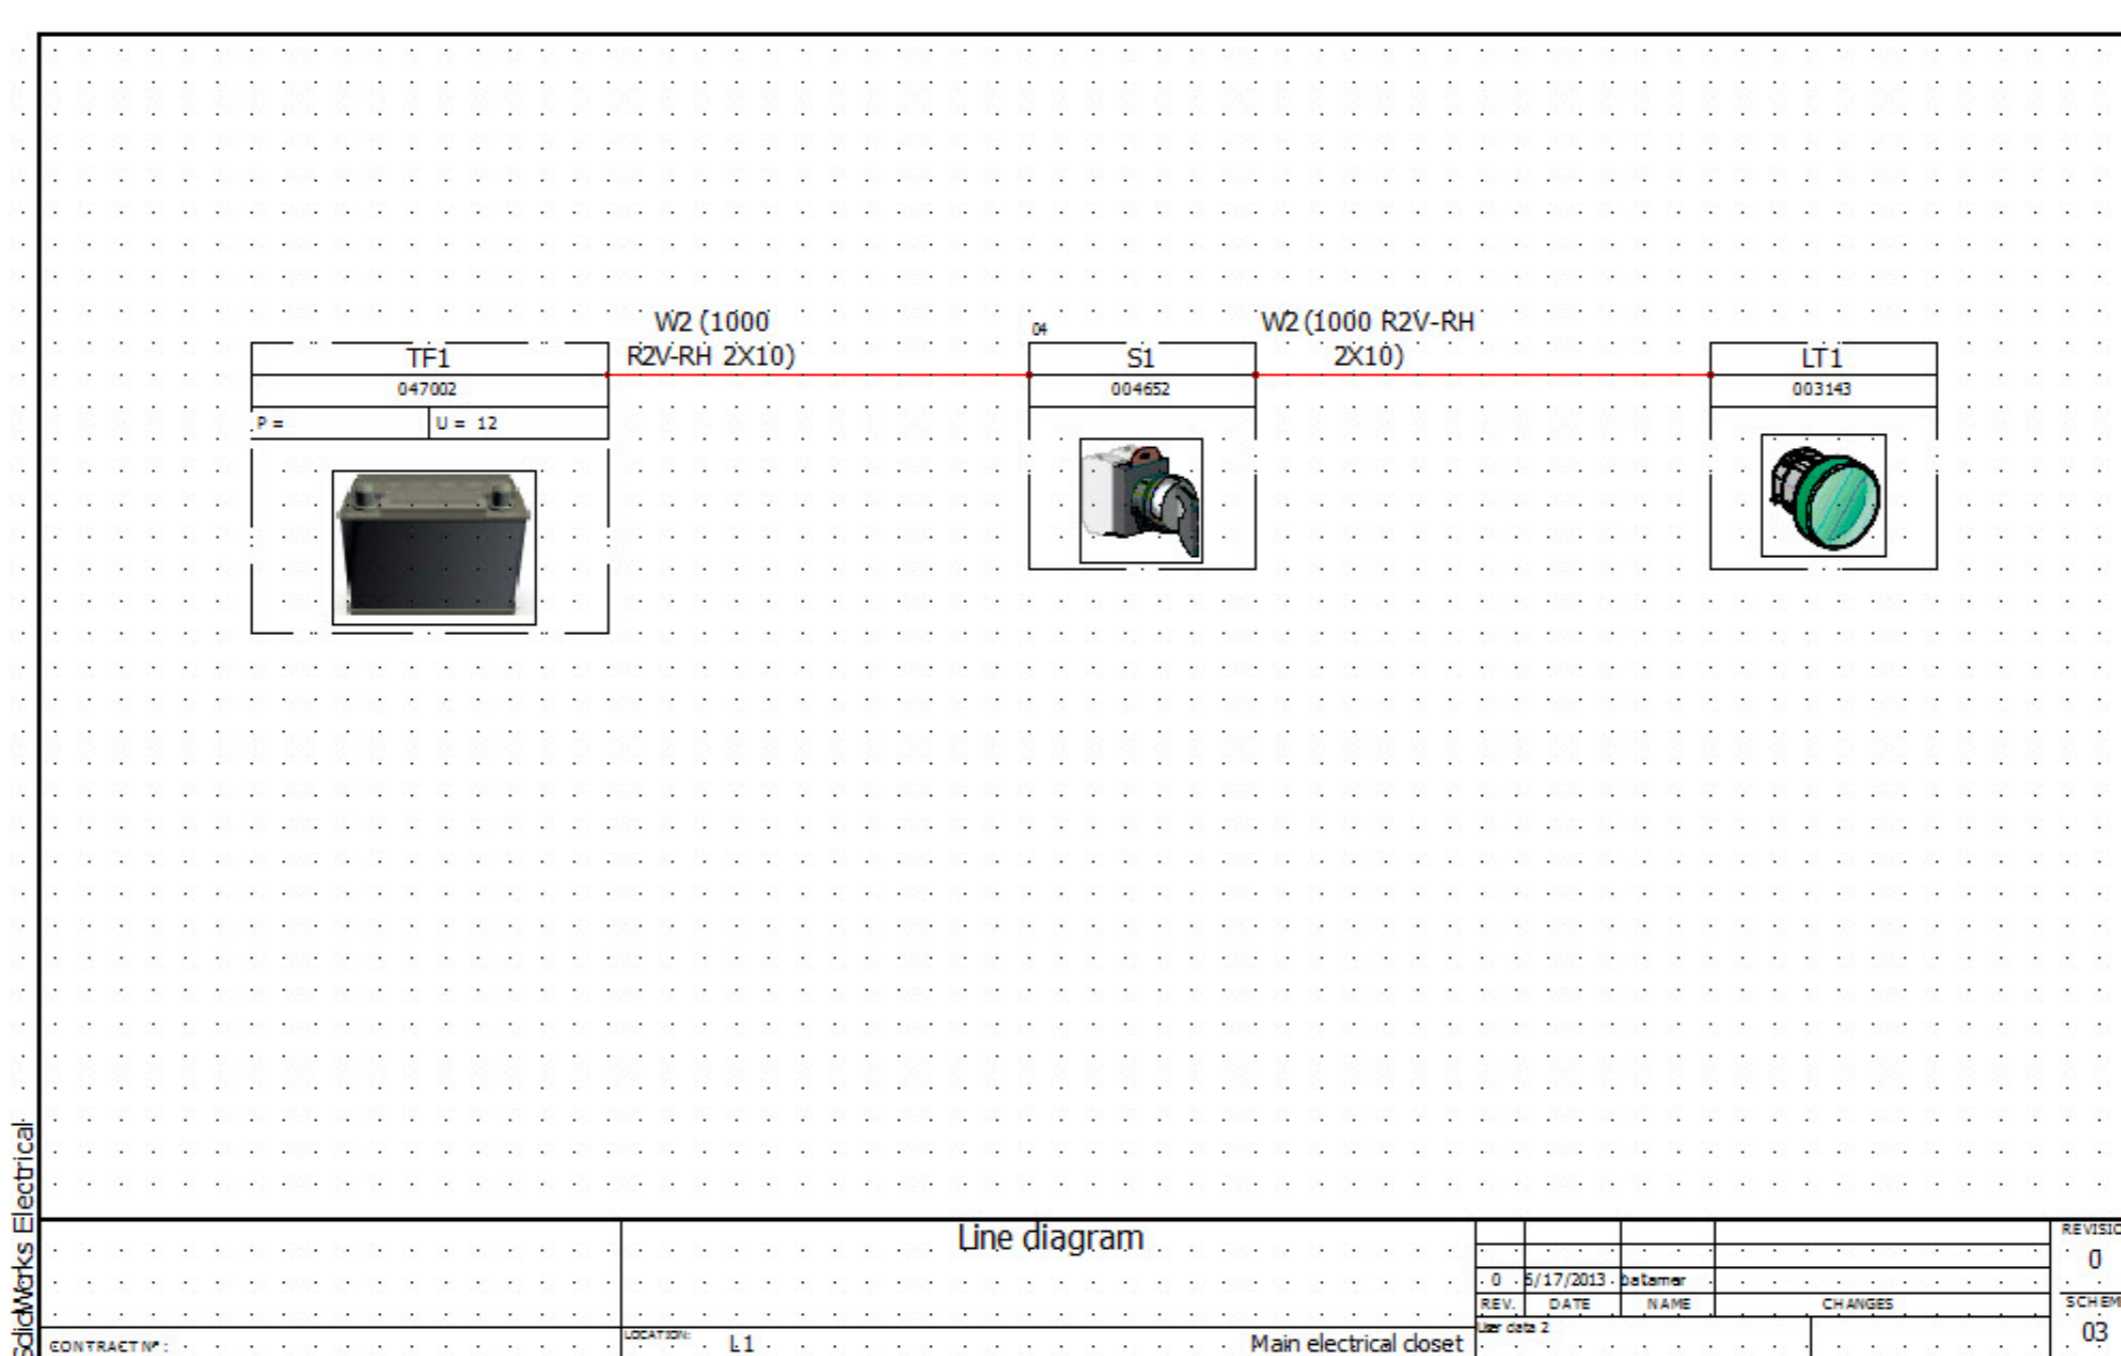 W2 (1000
R2V-RH 2X10)
04
W2 (1000 R2V-RH
2X10)
TF1
047002
P =
U = 12
S1
004652
LT1
003143
SolidWorks Electrical
Line diagram
0 5/17/2013 batamer
REV. DATE NAME CHANGES
REVISIO
0
SCHEM
03
CONTRACT N°:
LOCATION: L1 Main electrical closet
User data 2